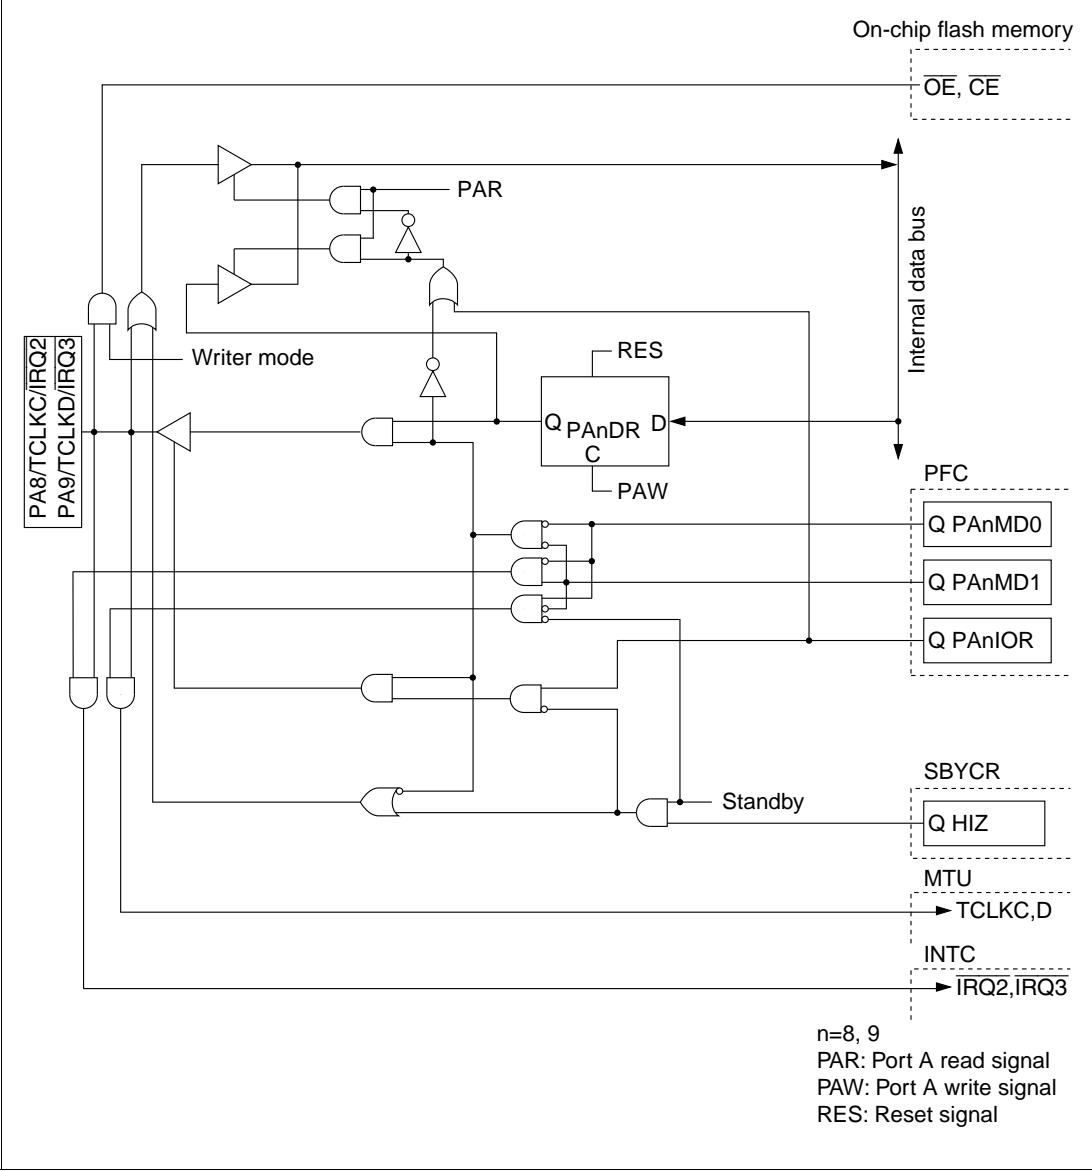 On-chip flash memory
OE, CE
PAR
Internal data bus
Writer mode
PA8/TCLKC/IRQ2
PA9/TCLKD/IRQ3
RES
Q PAnDR D
C
PAW
PFC
Q PAnMD0
Q PAnMD1
Q PAnIOR
SBYCR
Standby
Q HIZ
MTU
TCLKC,D
INTC
IRQ2,IRQ3
n=8, 9
PAR: Port A read signal
PAW: Port A write signal
RES: Reset signal